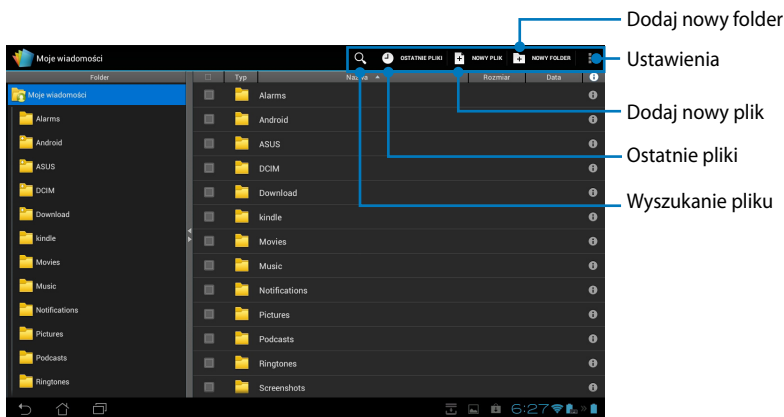 Dodaj nowy folder
Moje wiadomości
OSTATNIE PLIKI
NOWY PLIK
NOWY FOLDER
Ustawienia
Folder
Typ
Nazwa
Rozmiar
Data
Moje wiadomości
Alarms
Alarms
Dodaj nowy plik
Android
Android
ASUS
ASUS
Ostatnie pliki
DCIM
DCIM
Wyszukanie pliku
Download
Download
kindle
kindle
Movies
Movies
Music
Music
Notifications
Notifications
Pictures
Pictures
Podcasts
Podcasts
Ringtones
Ringtones
Screenshots
6:27